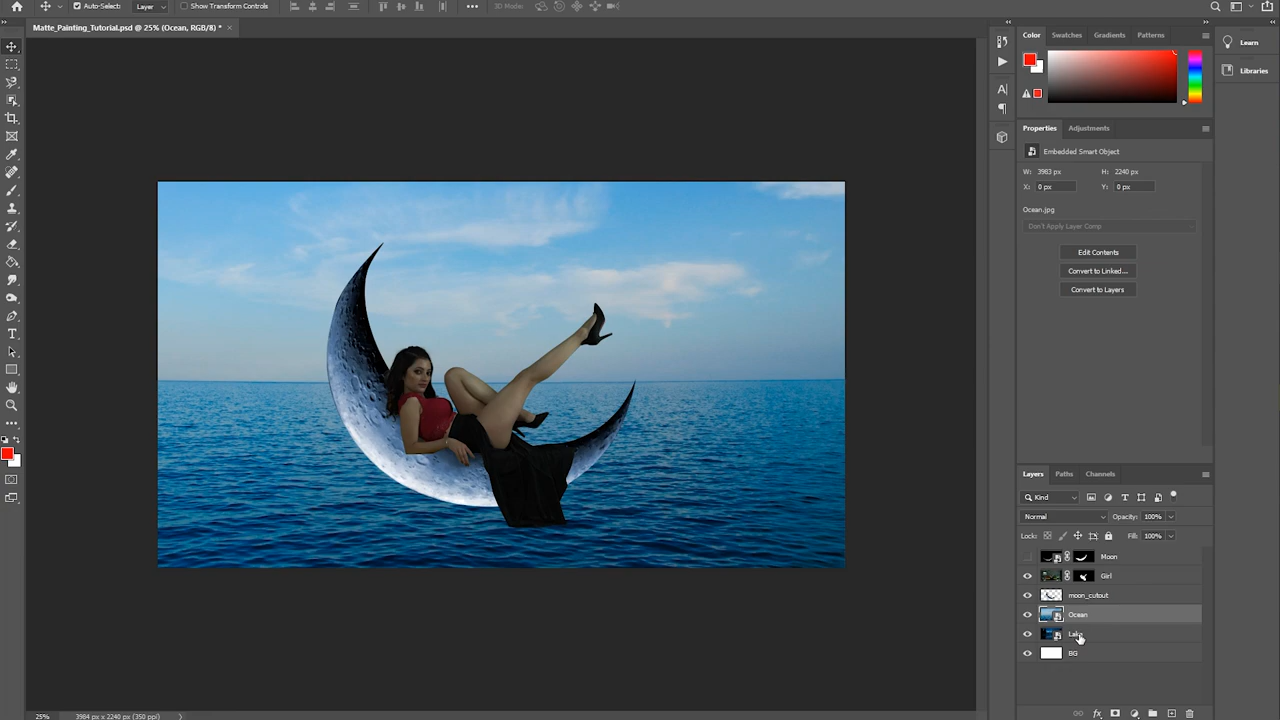 Auto-Select: Layer Show Transform Controls 3D Mode:
Matte_Painting_Tutorial.psd @ 25% (Ocean, RGB/8) *
Color Swatches Gradients Patterns
Learn
Libraries
Properties Adjustments
Embedded Smart Object
W: 3983 px H: 2240 px
X: 0 px Y: 0 px
Ocean.jpg
Don't Apply Layer Comp
Edit Contents
Convert to Linked...
Convert to Layers
Layers Paths Channels
Kind
Normal Opacity: 100%
Lock: Fill: 100%
Moon
Girl
moon_cutout
Ocean
Lake
BG
25% 3984 px x 2240 px (350 ppi)